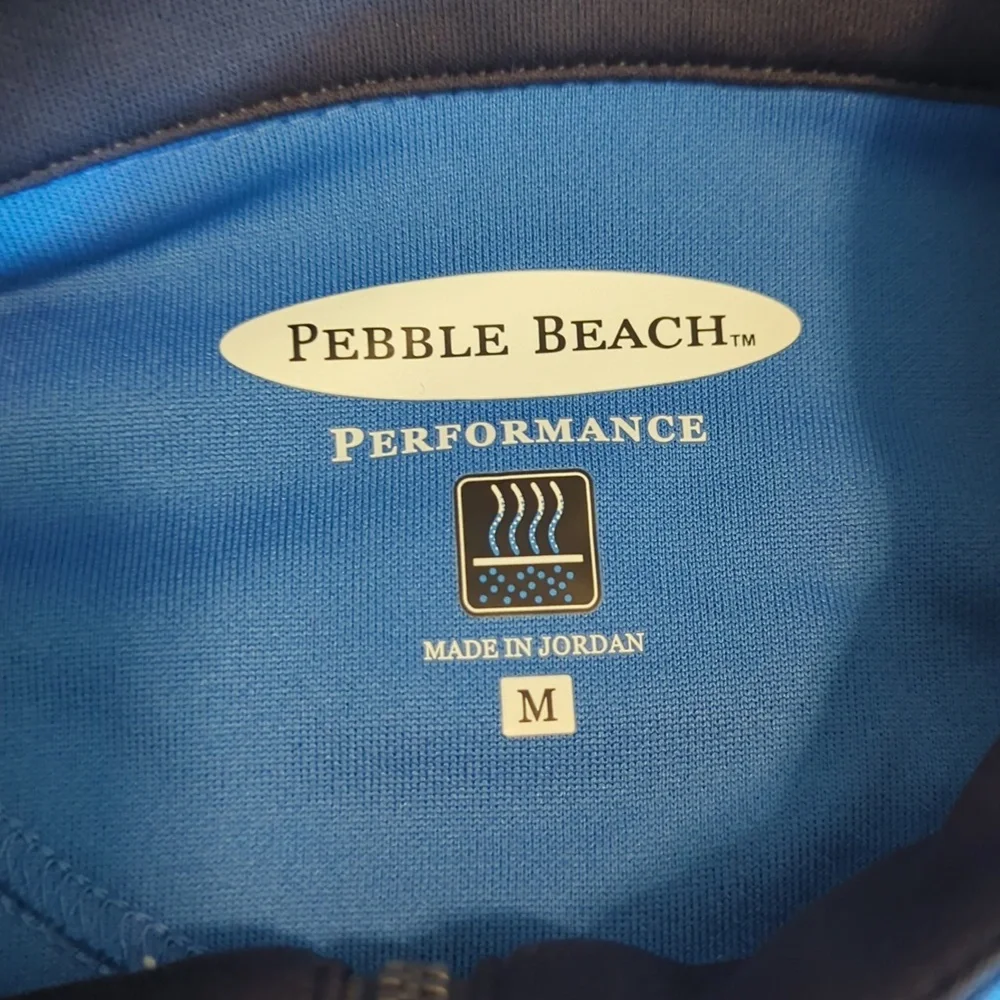 PEBBLE BEACH™
PERFORMANCE
MADE IN JORDAN
M